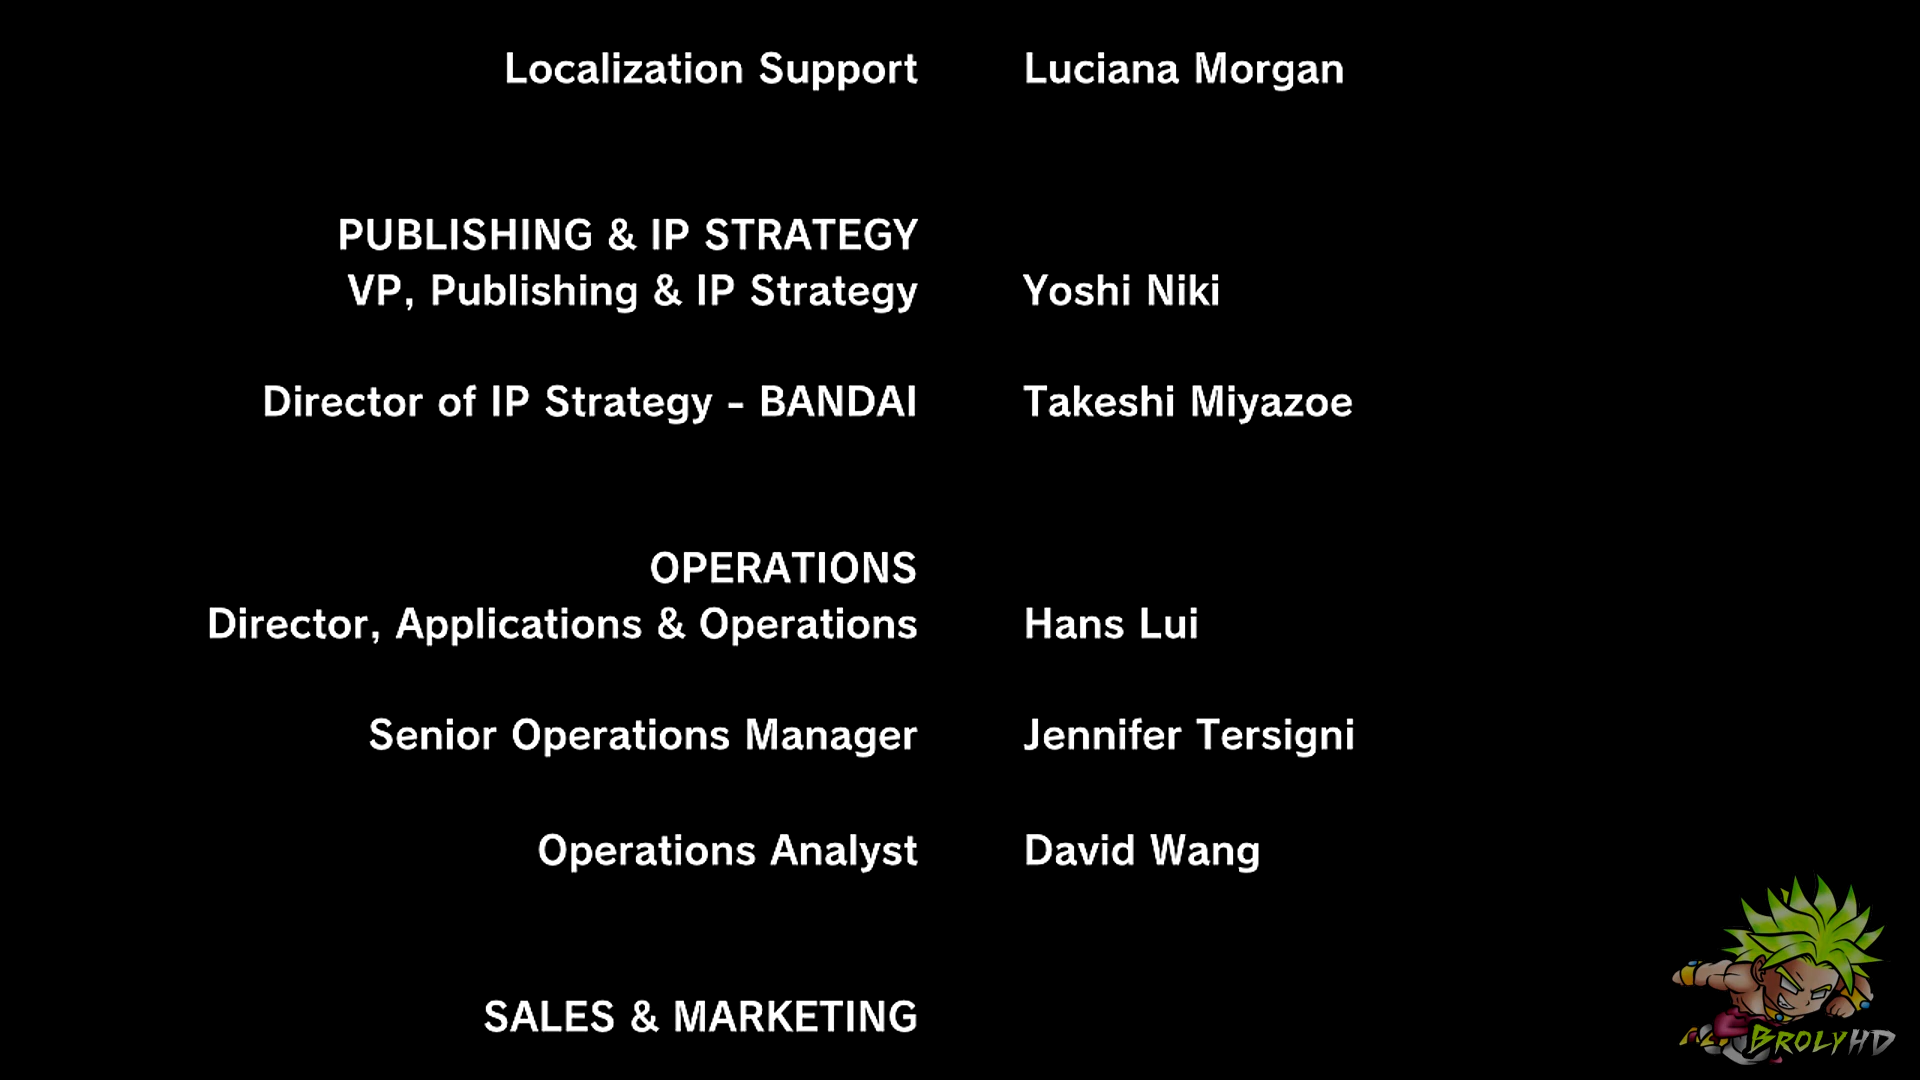 Localization Support Luciana Morgan
PUBLISHING & IP STRATEGY
VP, Publishing & IP Strategy Yoshi Niki
Director of IP Strategy - BANDAI Takeshi Miyazoe
OPERATIONS
Director, Applications & Operations Hans Lui
Senior Operations Manager Jennifer Tersigni
Operations Analyst David Wang
SALES & MARKETING
BROLYHD